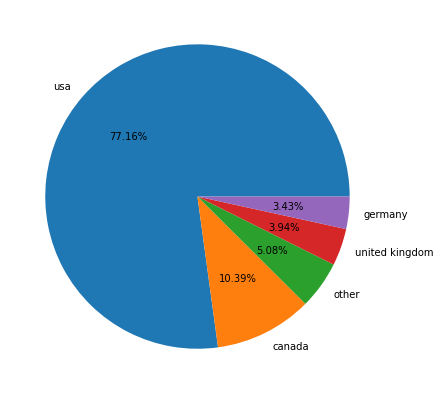 usa
77.16%
3.43%
germany
3.94%
united kingdom
5.08%
other
10.39%
canada